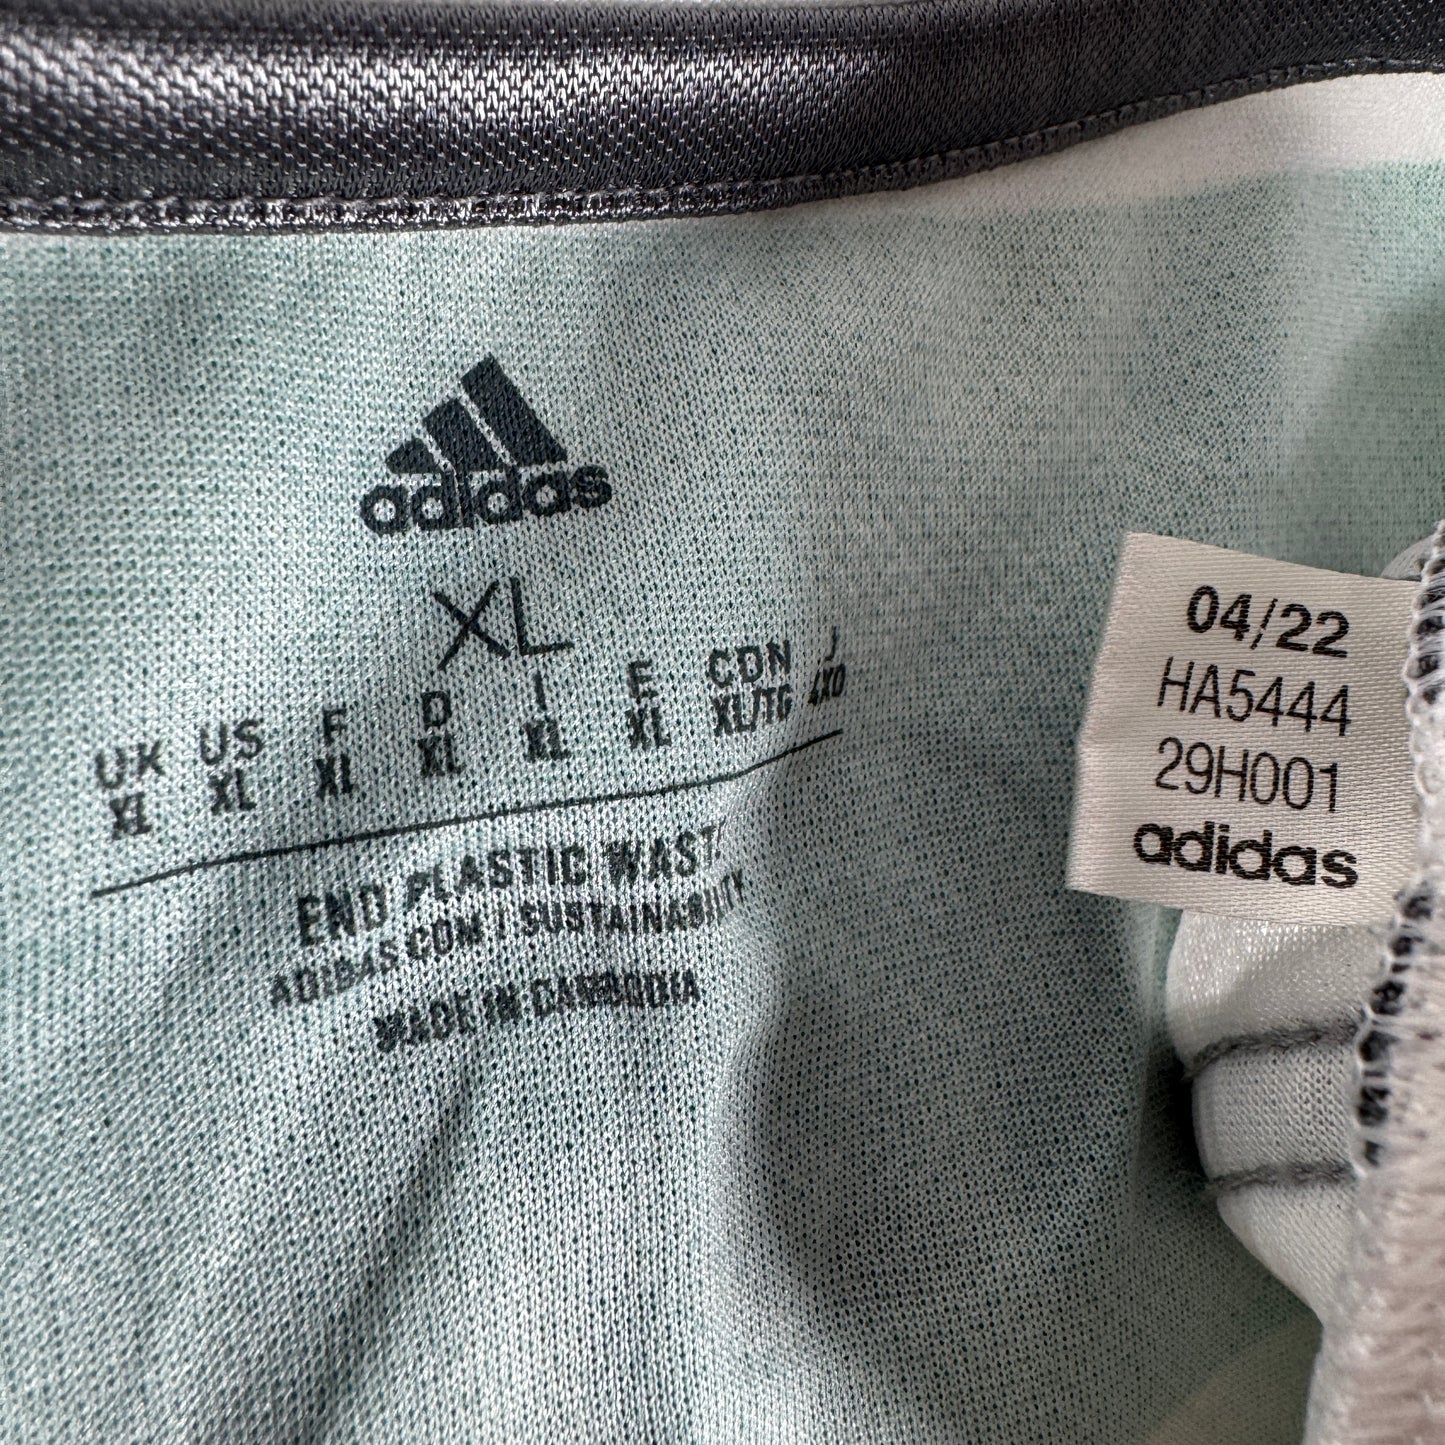 adidas
XL
UK US F D I E CDN J
XL XL XL XL XL XL XL/TG 4XO
END PLASTIC WAST
ADIDAS.COM / SUSTAINABILITY
MADE IN CAMBODIA
04/22
HA5444
29H001
adidas